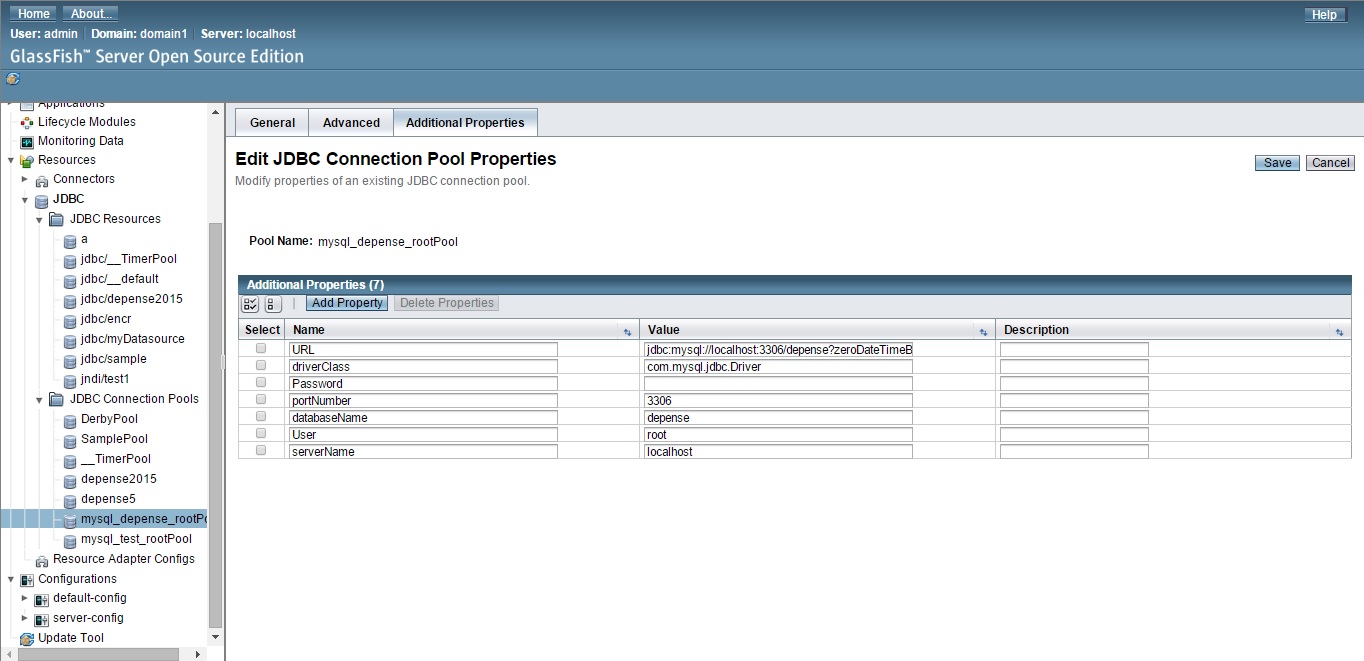 Home About... Help
User: admin Domain: domain1 Server: localhost
GlassFish™ Server Open Source Edition
Applications
Lifecycle Modules
Monitoring Data
Resources
Connectors
JDBC
JDBC Resources
a
jdbc/__TimerPool
jdbc/__default
jdbc/depense2015
jdbc/encr
jdbc/myDatasource
jdbc/sample
jndi/test1
JDBC Connection Pools
DerbyPool
SamplePool
__TimerPool
depense2015
depense5
mysql_depense_rootPo
mysql_test_rootPool
Resource Adapter Configs
Configurations
default-config
server-config
Update Tool
General Advanced Additional Properties
Edit JDBC Connection Pool Properties
Save Cancel
Modify properties of an existing JDBC connection pool.
Pool Name: mysql_depense_rootPool
Additional Properties (7)
Add Property Delete Properties
Select Name Value Description
URL jdbc:mysql://localhost:3306/depense?zeroDateTimeB
driverClass com.mysql.jdbc.Driver
Password
portNumber 3306
databaseName depense
User root
serverName localhost